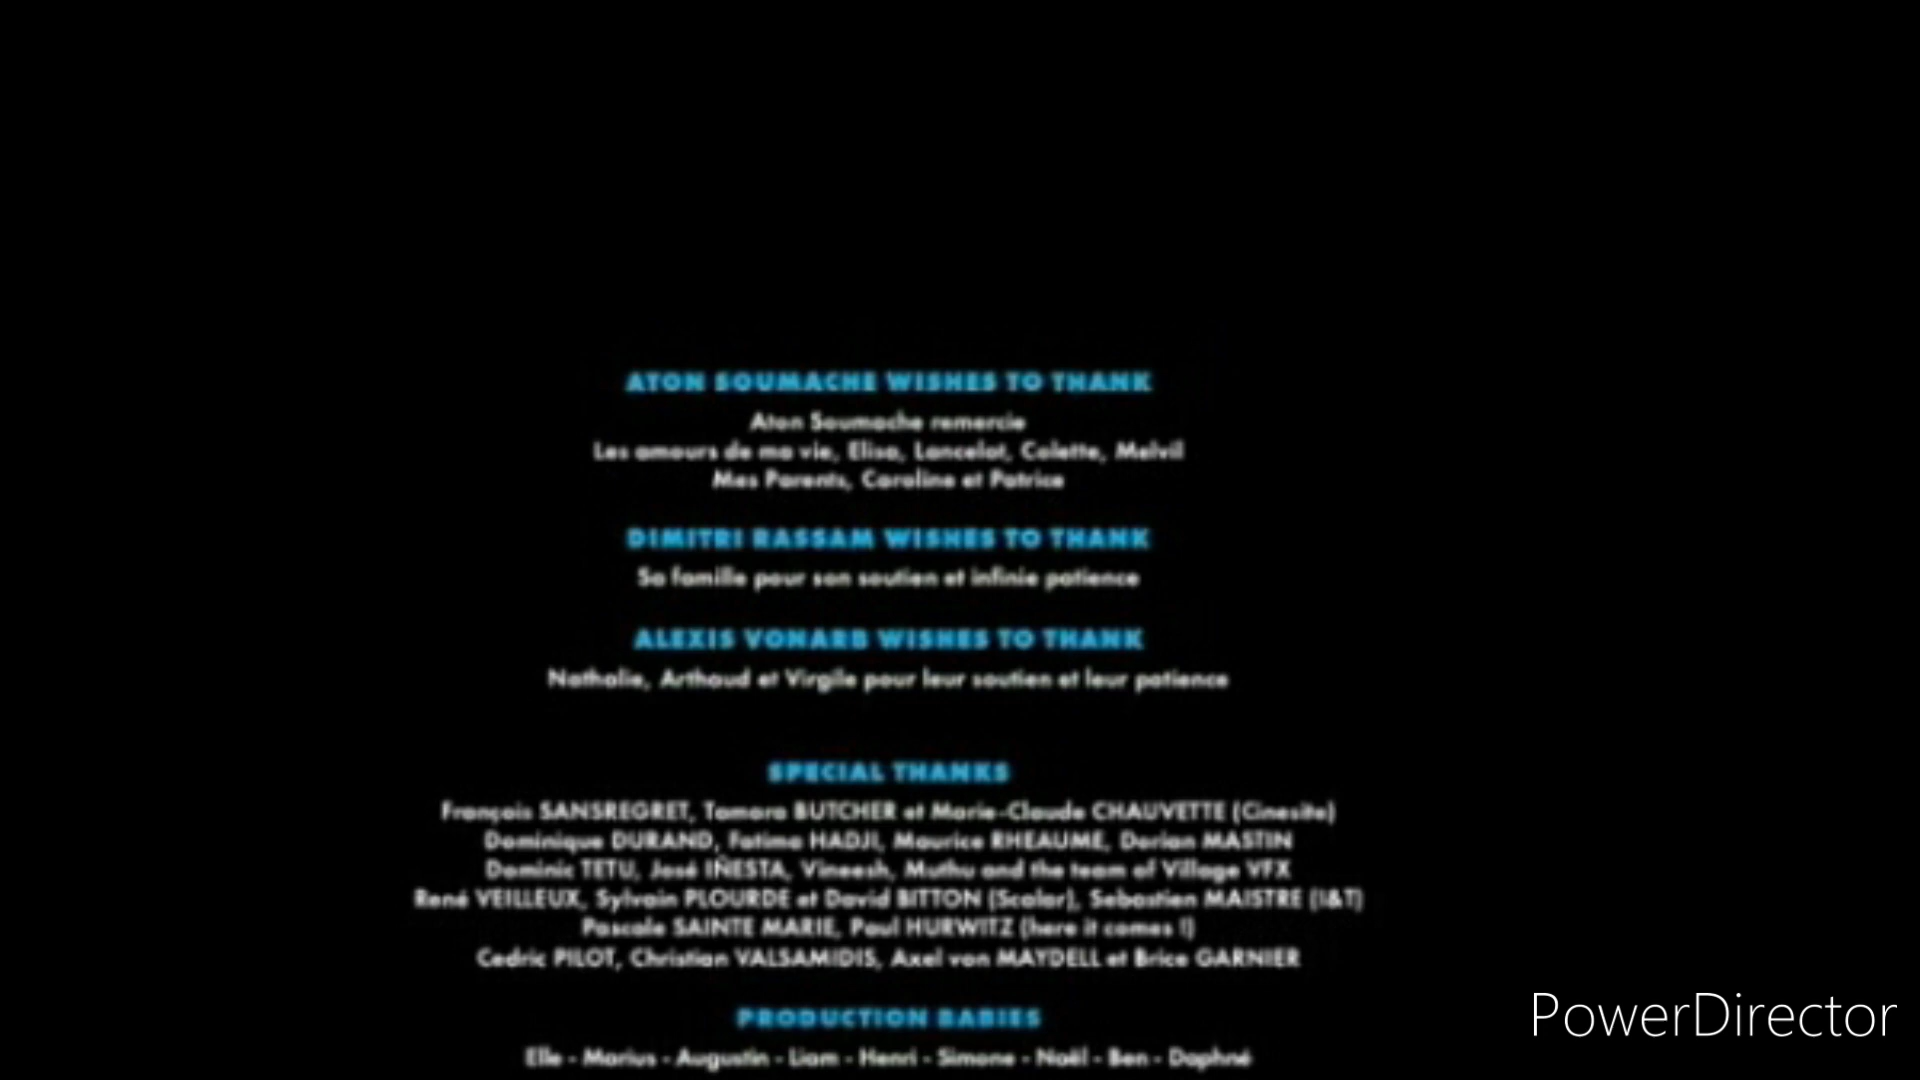 ATON SOUMACHE WISHES TO THANK
Aton Soumache remercie
Les amours de ma vie, Elisa, Lancelot, Colette, Melvil
Mes Parents, Caroline et Patrice
DIMITRI RASSAM WISHES TO THANK
Sa famille pour son soutien et infinie patience
ALEXIS VONARB WISHES TO THANK
Nathalie, Arthaud et Virgile pour leur soutien et leur patience
SPECIAL THANKS
François SANSREGRET, Tamara BUTCHER et Marie-Claude CHAUVETTE (Cinesite)
Dominique DURAND, Fatima HADJI, Maurice RHEAUME, Dorian MASTIN
Dominic TETU, José IÑESTA, Vineesh, Muthu and the team of Village VFX
René VEILLEUX, Sylvain PLOURDE et David BITTON (Scalar), Sebastien MAISTRE (I&T)
Pascale SAINTE MARIE, Paul HURWITZ (here it comes !)
Cedric PILOT, Christian VALSAMIDIS, Axel von MAYDELL et Brice GARNIER
PRODUCTION BABIES
Elle - Marius - Augustin - Liam - Henri - Simone - Noël - Ben - Daphné
PowerDirector